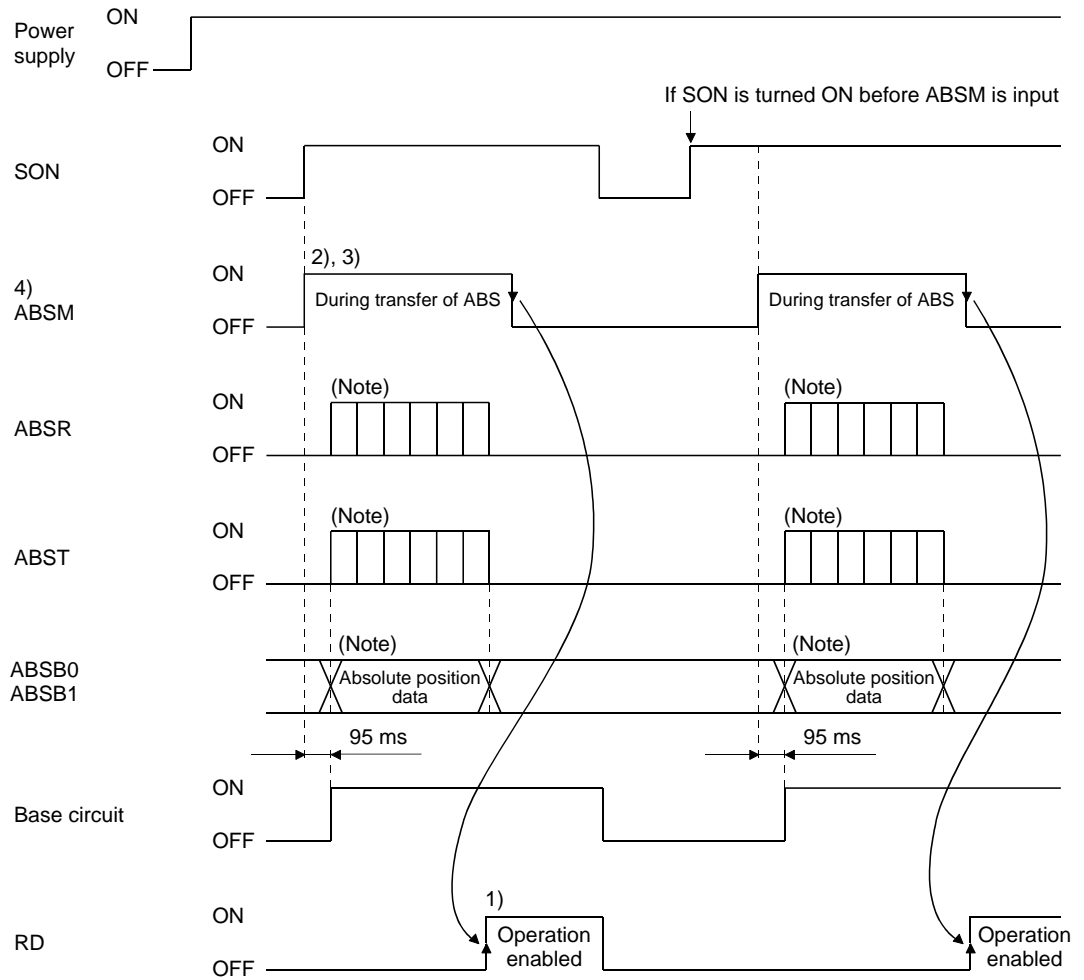 Power
supply
ON
OFF
If SON is turned ON before ABSM is input
SON
ON
OFF
4)
ABSM
ON
OFF
2), 3)
During transfer of ABS
During transfer of ABS
ABSR
ON
OFF
(Note)
(Note)
ABST
ON
OFF
(Note)
(Note)
ABSB0
ABSB1
(Note)
Absolute position
data
(Note)
Absolute position
data
95 ms
95 ms
Base circuit
ON
OFF
RD
ON
OFF
1)
Operation
enabled
Operation
enabled